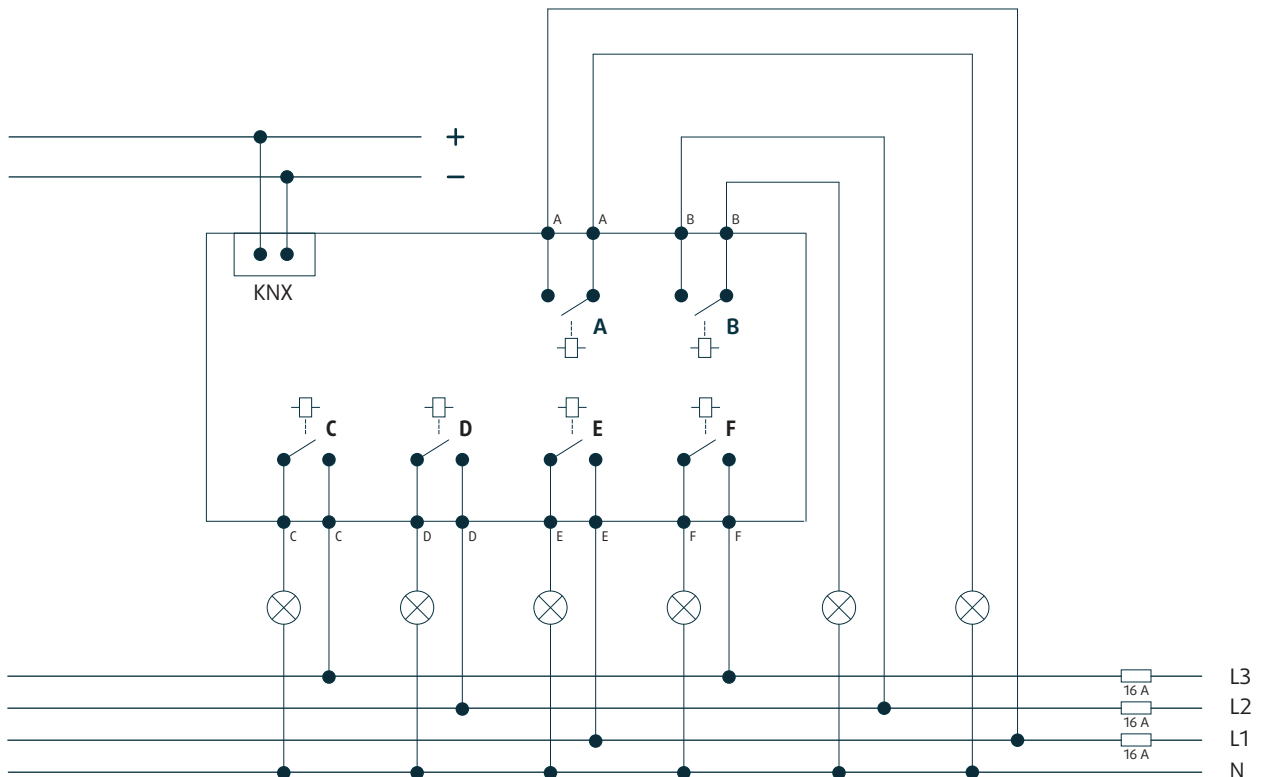 +
−
A A B B
KNX
A B
C D E F
C C D D E E F F
L3
16 A
L2
16 A
L1
16 A
N